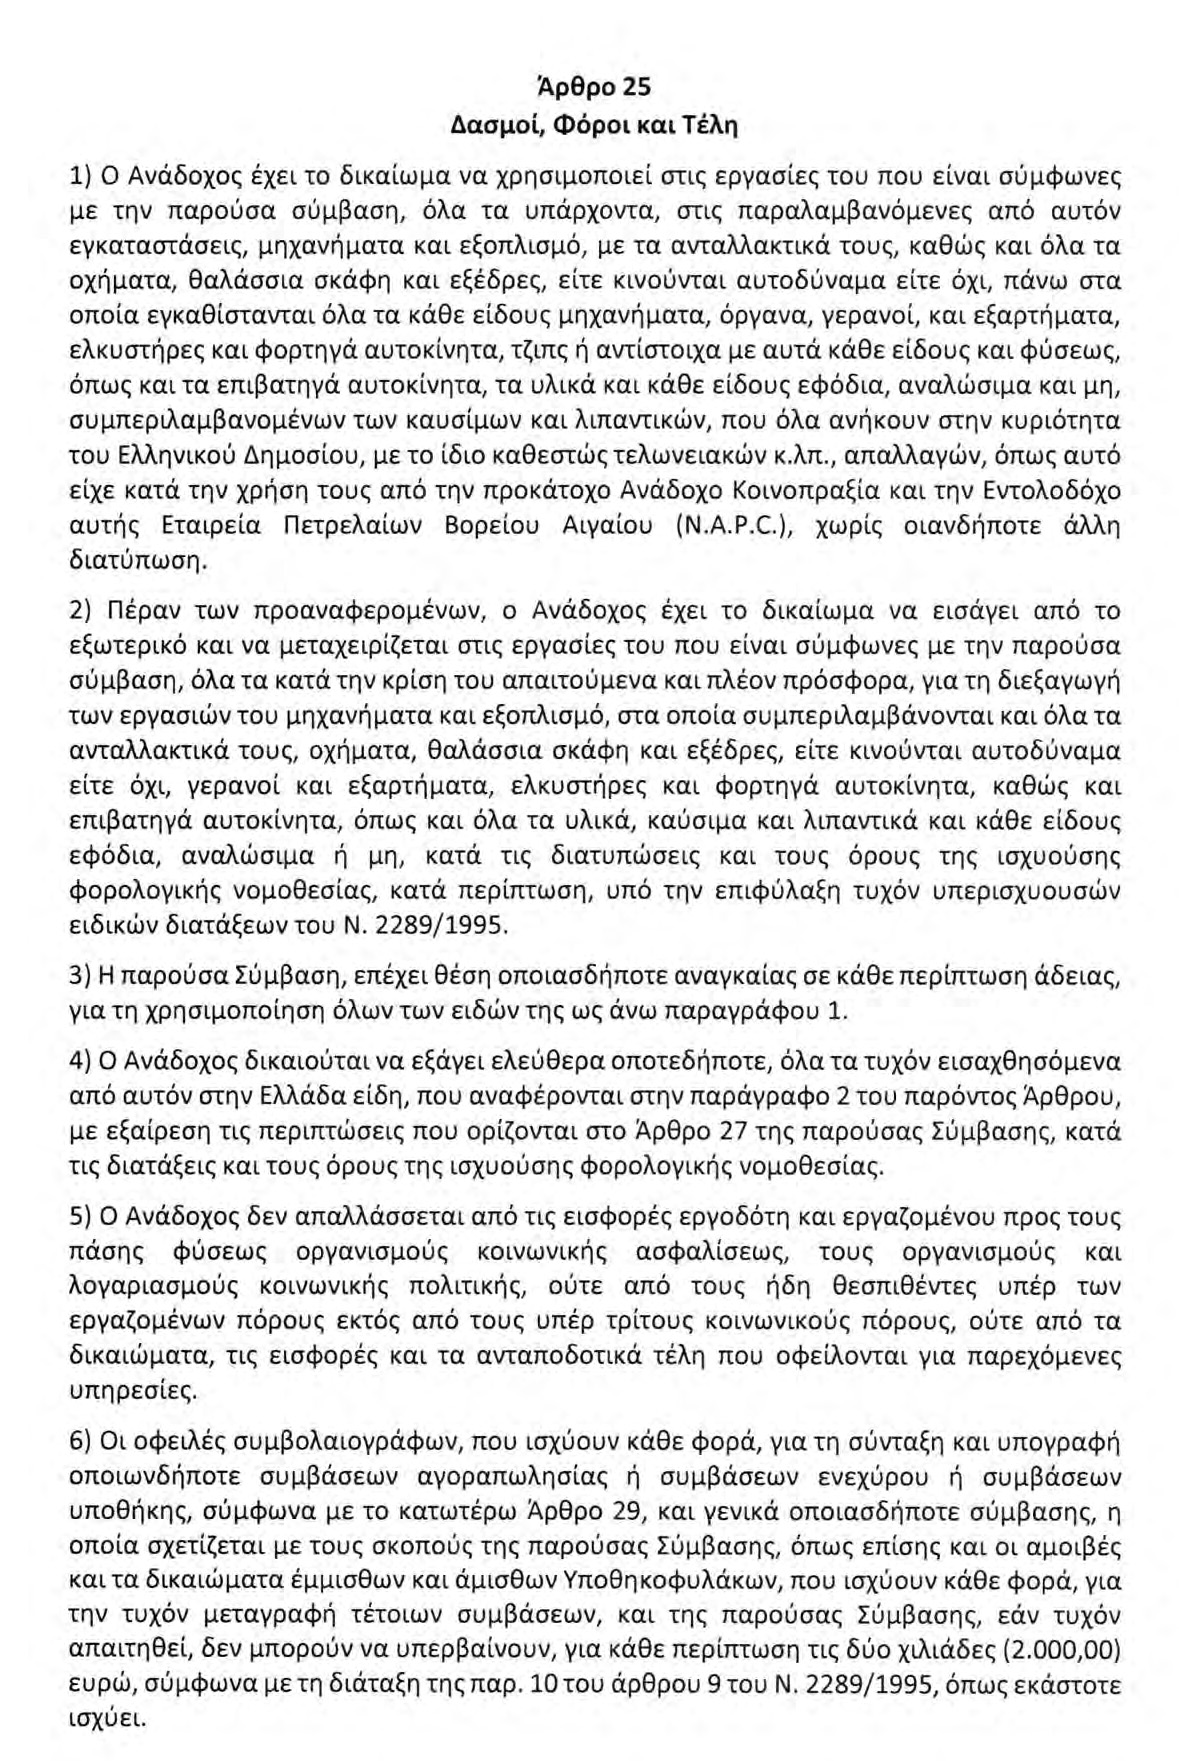 Άρθρο 25
Δασμοί, Φόροι και Τέλη
1) Ο Ανάδοχος έχει το δικαίωμα να χρησιμοποιεί στις εργασίες του που είναι σύμφωνες
με την παρούσα σύμβαση, όλα τα υπάρχοντα, στις παραλαμβανόμενες από αυτόν
εγκαταστάσεις, μηχανήματα και εξοπλισμό, με τα ανταλλακτικά τους, καθώς και όλα τα
οχήματα, θαλάσσια σκάφη και εξέδρες, είτε κινούνται αυτοδύναμα είτε όχι, πάνω στα
οποία εγκαθίστανται όλα τα κάθε είδους μηχανήματα, όργανα, γερανοί, και εξαρτήματα,
ελκυστήρες και φορτηγά αυτοκίνητα, τζιπς ή αντίστοιχα με αυτά κάθε είδους και φύσεως,
όπως και τα επιβατηγά αυτοκίνητα, τα υλικά και κάθε είδους εφόδια, αναλώσιμα και μη,
συμπεριλαμβανομένων των καυσίμων και λιπαντικών, που όλα ανήκουν στην κυριότητα
του Ελληνικού Δημοσίου, με το ίδιο καθεστώς τελωνειακών κ.λπ., απαλλαγών, όπως αυτό
είχε κατά την χρήση τους από την προκάτοχο Ανάδοχο Κοινοπραξία και την Εντολοδόχο
αυτής Εταιρεία Πετρελαίων Βορείου Αιγαίου (N.A.P.C.), χωρίς οιανδήποτε άλλη
διατύπωση.
2) Πέραν των προαναφερομένων, ο Ανάδοχος έχει το δικαίωμα να εισάγει από το
εξωτερικό και να μεταχειρίζεται στις εργασίες του που είναι σύμφωνες με την παρούσα
σύμβαση, όλα τα κατά την κρίση του απαιτούμενα και πλέον πρόσφορα, για τη διεξαγωγή
των εργασιών του μηχανήματα και εξοπλισμό, στα οποία συμπεριλαμβάνονται και όλα τα
ανταλλακτικά τους, οχήματα, θαλάσσια σκάφη και εξέδρες, είτε κινούνται αυτοδύναμα
είτε όχι, γερανοί και εξαρτήματα, ελκυστήρες και φορτηγά αυτοκίνητα, καθώς και
επιβατηγά αυτοκίνητα, όπως και όλα τα υλικά, καύσιμα και λιπαντικά και κάθε είδους
εφόδια, αναλώσιμα ή μη, κατά τις διατυπώσεις και τους όρους της ισχυούσης
φορολογικής νομοθεσίας, κατά περίπτωση, υπό την επιφύλαξη τυχόν υπερισχυουσών
ειδικών διατάξεων του Ν. 2289/1995.
3) Η παρούσα Σύμβαση, επέχει θέση οποιασδήποτε αναγκαίας σε κάθε περίπτωση άδειας,
για τη χρησιμοποίηση όλων των ειδών της ως άνω παραγράφου 1.
4) Ο Ανάδοχος δικαιούται να εξάγει ελεύθερα οποτεδήποτε, όλα τα τυχόν εισαχθησόμενα
από αυτόν στην Ελλάδα είδη, που αναφέρονται στην παράγραφο 2 του παρόντος Άρθρου,
με εξαίρεση τις περιπτώσεις που ορίζονται στο Άρθρο 27 της παρούσας Σύμβασης, κατά
τις διατάξεις και τους όρους της ισχυούσης φορολογικής νομοθεσίας.
5) Ο Ανάδοχος δεν απαλλάσσεται από τις εισφορές εργοδότη και εργαζομένου προς τους
πάσης φύσεως οργανισμούς κοινωνικής ασφαλίσεως, τους οργανισμούς και
λογαριασμούς κοινωνικής πολιτικής, ούτε από τους ήδη θεσπιθέντες υπέρ των
εργαζομένων πόρους εκτός από τους υπέρ τρίτους κοινωνικούς πόρους, ούτε από τα
δικαιώματα, τις εισφορές και τα ανταποδοτικά τέλη που οφείλονται για παρεχόμενες
υπηρεσίες.
6) Οι οφειλές συμβολαιογράφων, που ισχύουν κάθε φορά, για τη σύνταξη και υπογραφή
οποιωνδήποτε συμβάσεων αγοραπωλησίας ή συμβάσεων ενεχύρου ή συμβάσεων
υποθήκης, σύμφωνα με το κατωτέρω Άρθρο 29, και γενικά οποιασδήποτε σύμβασης, η
οποία σχετίζεται με τους σκοπούς της παρούσας Σύμβασης, όπως επίσης και οι αμοιβές
και τα δικαιώματα έμμισθων και άμισθων Υποθηκοφυλάκων, που ισχύουν κάθε φορά, για
την τυχόν μεταγραφή τέτοιων συμβάσεων, και της παρούσας Σύμβασης, εάν τυχόν
απαιτηθεί, δεν μπορούν να υπερβαίνουν, για κάθε περίπτωση τις δύο χιλιάδες (2.000,00)
ευρώ, σύμφωνα με τη διάταξη της παρ. 10 του άρθρου 9 του Ν. 2289/1995, όπως εκάστοτε
ισχύει.